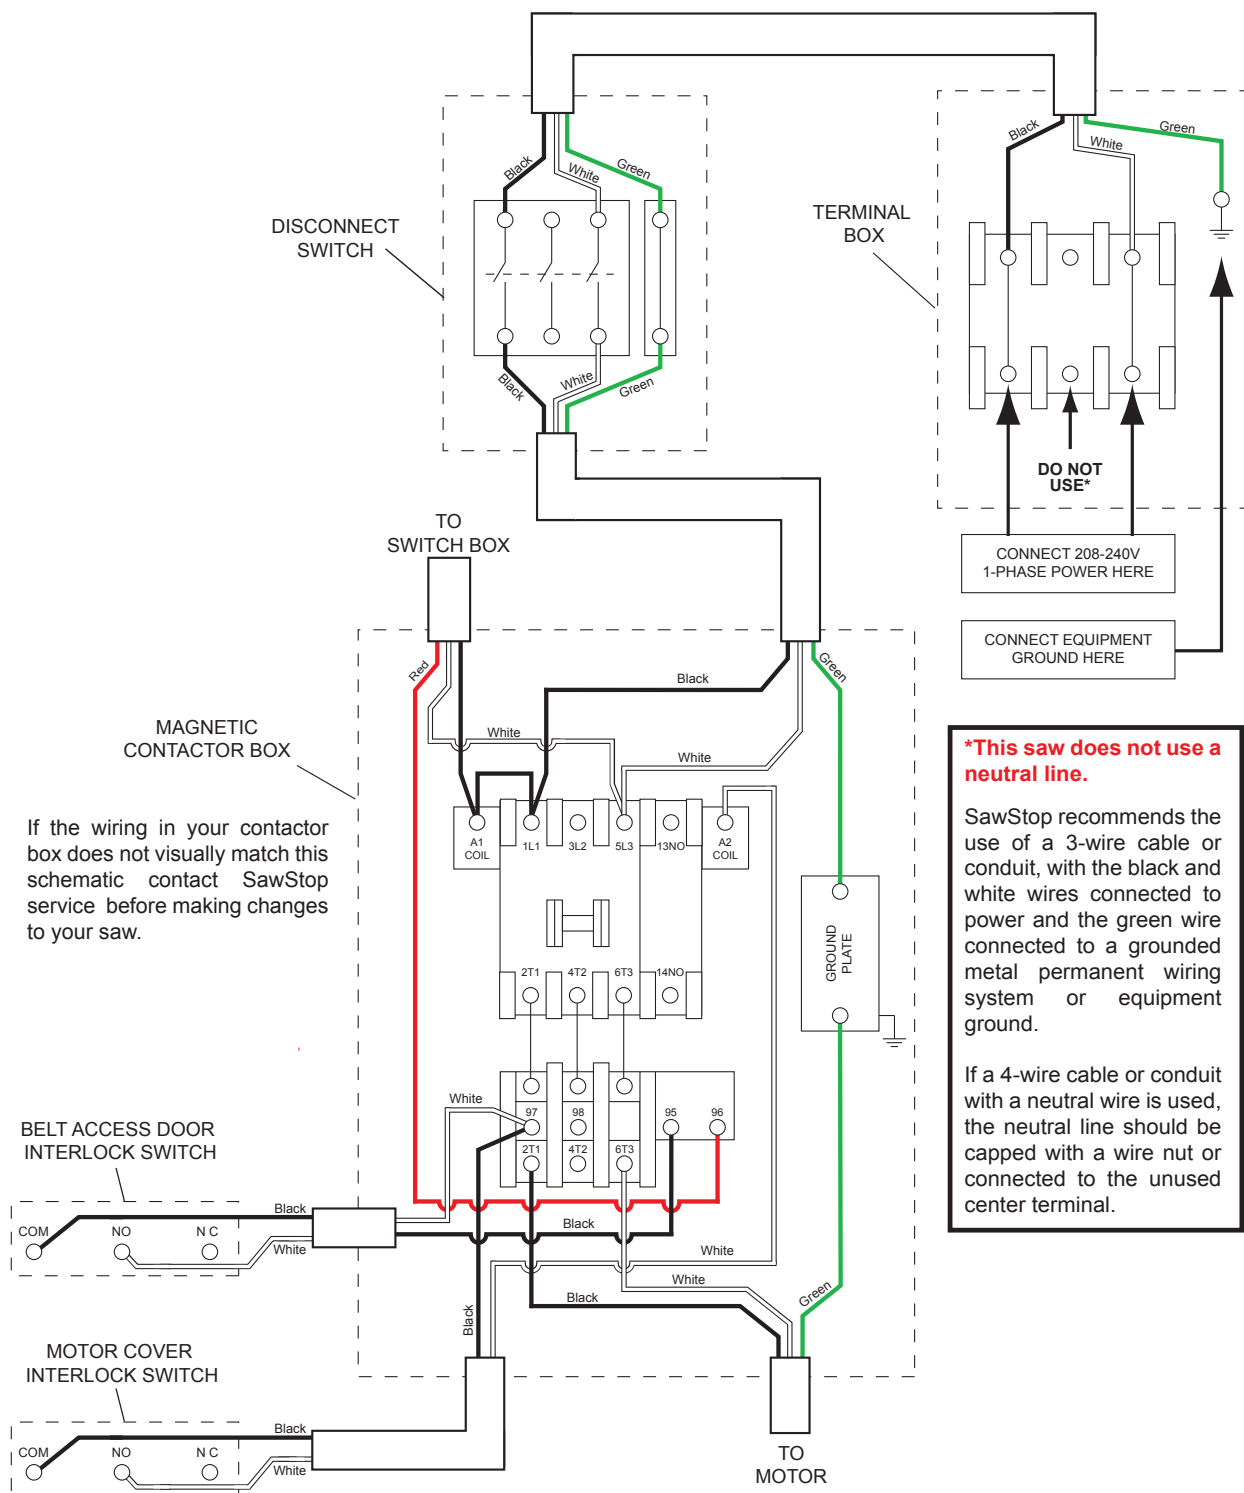 Black
White
Green
DISCONNECT
SWITCH
Black
White
Green
Black
White
Green
TERMINAL
BOX
DO NOT
USE*
CONNECT 208-240V
1-PHASE POWER HERE
CONNECT EQUIPMENT
GROUND HERE
TO
SWITCH BOX
Red
Black
Green
White
White
MAGNETIC
CONTACTOR BOX
If the wiring in your contactor
box does not visually match this
schematic contact SawStop
service before making changes
to your saw.
A1
COIL
1L1
3L2
5L3
13NO
A2
COIL
2T1
4T2
6T3
14NO
GROUND
PLATE
*This saw does not use a
neutral line.
SawStop recommends the
use of a 3-wire cable or
conduit, with the black and
white wires connected to
power and the green wire
connected to a grounded
metal permanent wiring
system or equipment
ground.
If a 4-wire cable or conduit
with a neutral wire is used,
the neutral line should be
capped with a wire nut or
connected to the unused
center terminal.
White
97
98
95
96
2T1
4T2
6T3
BELT ACCESS DOOR
INTERLOCK SWITCH
COM
NO
N C
Black
White
Black
White
White
Black
Black
Green
MOTOR COVER
INTERLOCK SWITCH
COM
NO
N C
Black
White
TO
MOTOR